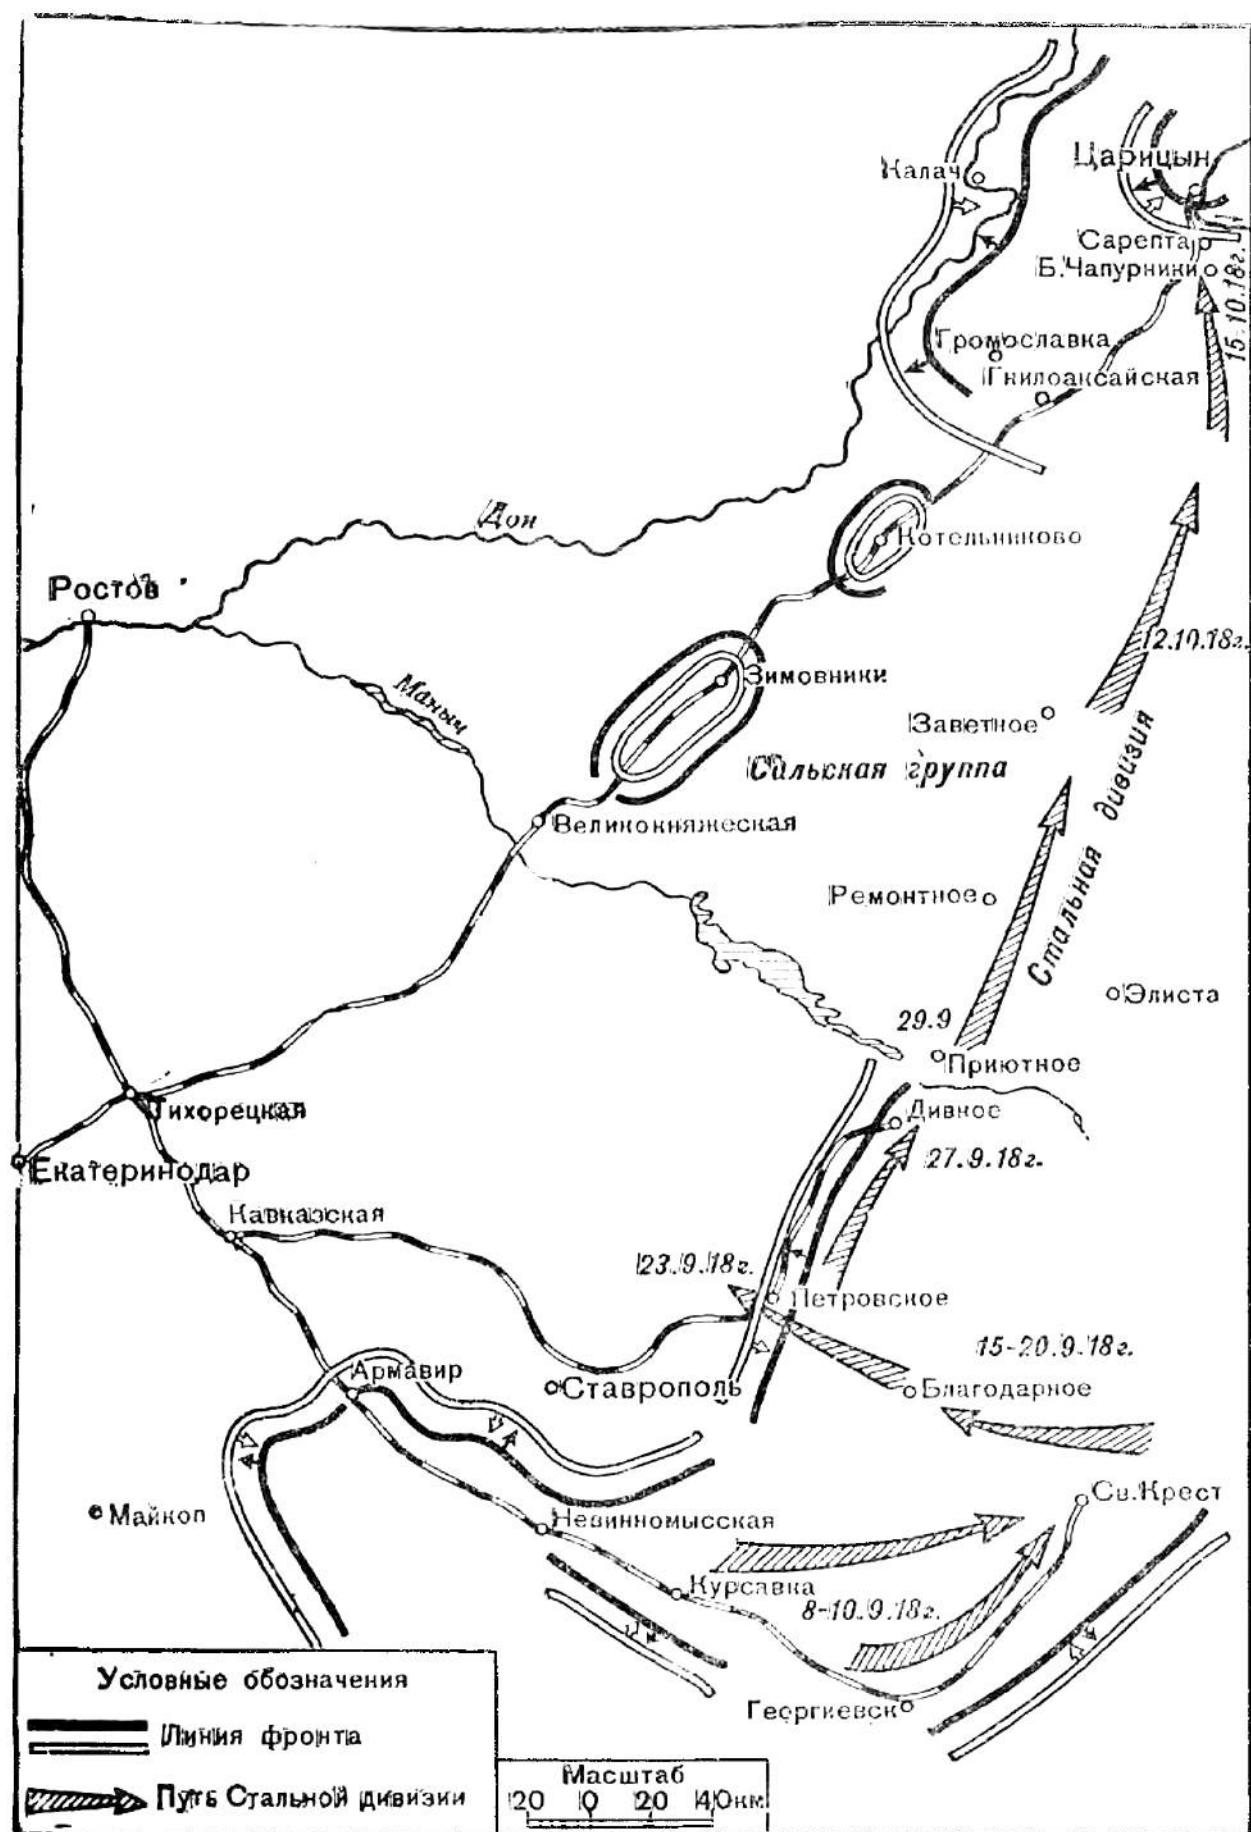 Калач
Царицын
Сарепта
Б.Чапурники
15.10.18г.
Громославка
Гнилоаксайская
Дон
Котельниково
Ростов
12.10.18г.
Маныч
Зимовники
Заветное
Сальская группа
Стальная дивизия
Великокняжеская
Ремонтное
Элиста
29.9
Приютное
Тихорецкая
Дивное
Екатеринодар
27.9.18г.
Кавказская
23.9.18г.
Петровское
15-20.9.18г.
Армавир
Ставрополь
Благодарное
Св.Крест
Майкоп
Невинномысская
Курсавка
8-10.9.18г.
Георгиевск
Условные обозначения
Линия фронта
Путь Стальной дивизии
Масштаб
20 0 20 40км